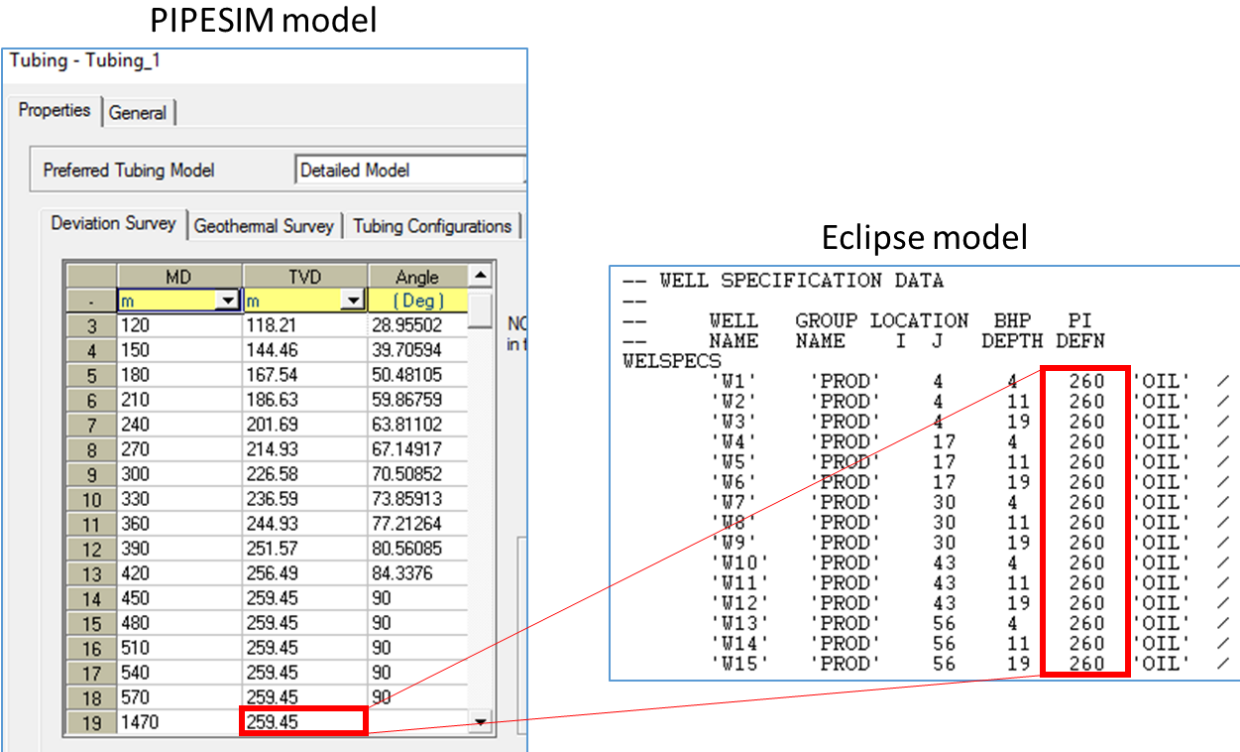 PIPESIM model
Tubing - Tubing_1
Properties General
Preferred Tubing Model Detailed Model
Deviation Survey Geothermal Survey Tubing Configurations
MD TVD Angle
- m m ( Deg )
3 120 118.21 28.95502
4 150 144.46 39.70594
5 180 167.54 50.48105
6 210 186.63 59.86759
7 240 201.69 63.81102
8 270 214.93 67.14917
9 300 226.58 70.50852
10 330 236.59 73.85913
11 360 244.93 77.21264
12 390 251.57 80.56085
13 420 256.49 84.3376
14 450 259.45 90
15 480 259.45 90
16 510 259.45 90
17 540 259.45 90
18 570 259.45 90
19 1470 259.45
Eclipse model
-- WELL SPECIFICATION DATA
--
-- WELL GROUP LOCATION BHP PI
-- NAME NAME I J DEPTH DEFN
WELSPECS
'W1' 'PROD' 4 4 260 'OIL' /
'W2' 'PROD' 4 11 260 'OIL' /
'W3' 'PROD' 4 19 260 'OIL' /
'W4' 'PROD' 17 4 260 'OIL' /
'W5' 'PROD' 17 11 260 'OIL' /
'W6' 'PROD' 17 19 260 'OIL' /
'W7' 'PROD' 30 4 260 'OIL' /
'W8' 'PROD' 30 11 260 'OIL' /
'W9' 'PROD' 30 19 260 'OIL' /
'W10' 'PROD' 43 4 260 'OIL' /
'W11' 'PROD' 43 11 260 'OIL' /
'W12' 'PROD' 43 19 260 'OIL' /
'W13' 'PROD' 56 4 260 'OIL' /
'W14' 'PROD' 56 11 260 'OIL' /
'W15' 'PROD' 56 19 260 'OIL' /